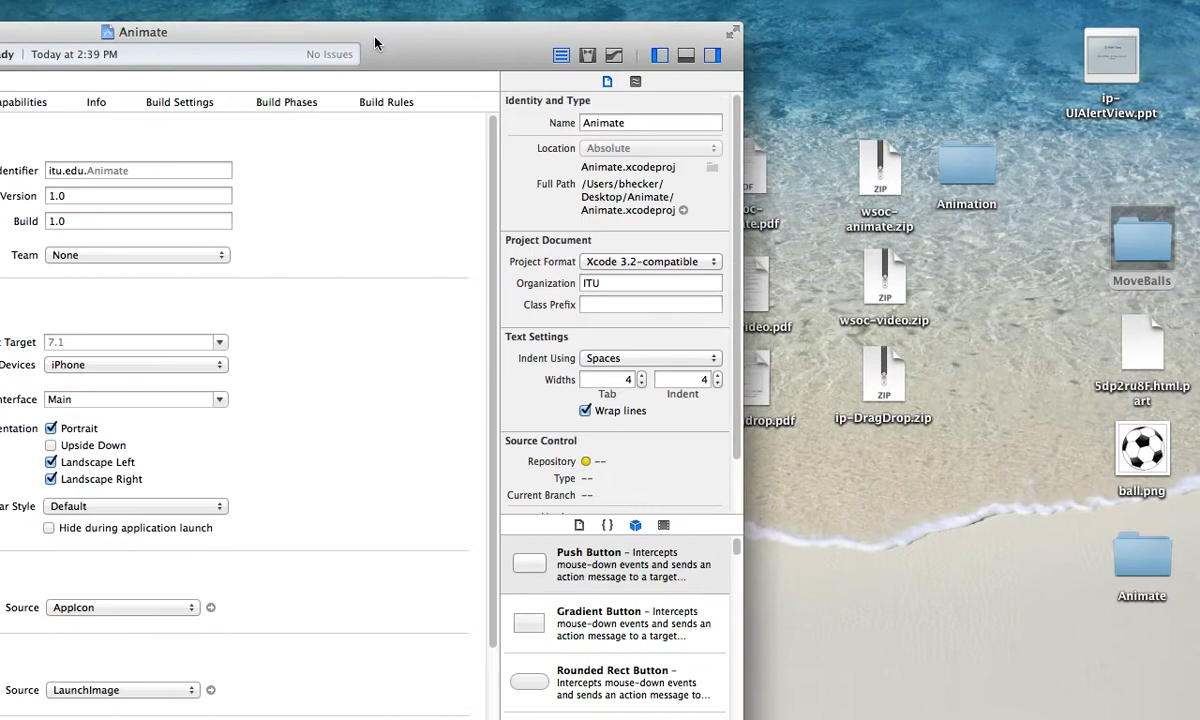 Animate
dy
Today at 2:39 PM
No Issues
apabilities
Info
Build Settings
Build Phases
Build Rules
Identifier
itu.edu.Animate
Version
1.0
Build
1.0
Team
None
t Target
7.1
Devices
iPhone
nterface
Main
entation
Portrait
Upside Down
Landscape Left
Landscape Right
ar Style
Default
Hide during application launch
Source
AppIcon
Source
LaunchImage
Identity and Type
Name
Animate
Location
Absolute
Animate.xcodeproj
Full Path
/Users/bhecker/
Desktop/Animate/
Animate.xcodeproj
Project Document
Project Format
Xcode 3.2-compatible
Organization
ITU
Class Prefix
Text Settings
Indent Using
Spaces
Widths
4
4
Tab
Indent
Wrap lines
Source Control
Repository
--
Type
--
Current Branch
--
{ }
Push Button – Intercepts
mouse-down events and sends an
action message to a target...
Gradient Button – Intercepts
mouse-down events and sends an
action message to a target...
Rounded Rect Button –
Intercepts mouse-down events
and sends an action message to...
ip-
UIAlertView.ppt
DF
oc-
ate.pdf
ZIP
wsoc-
animate.zip
Animation
MoveBalls
ideo.pdf
ZIP
wsoc-video.zip
5dp2ru8F.html.p
art
drop.pdf
ZIP
ip-DragDrop.zip
ball.png
Animate